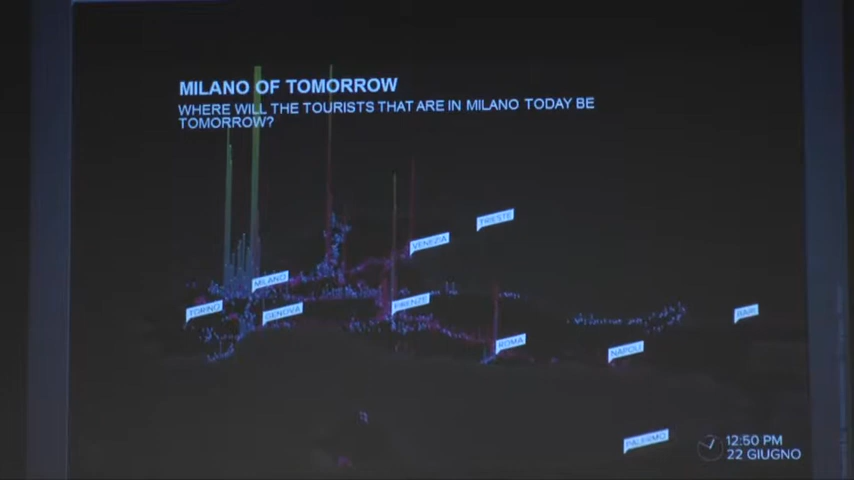 MILANO OF TOMORROW
WHERE WILL THE TOURISTS THAT ARE IN MILANO TODAY BE
TOMORROW?
TRIESTE
VENEZIA
MILANO
TORINO
GENOVA
FIRENZE
ROMA
NAPOLI
BARI
PALERMO
12:50 PM
22 GIUGNO